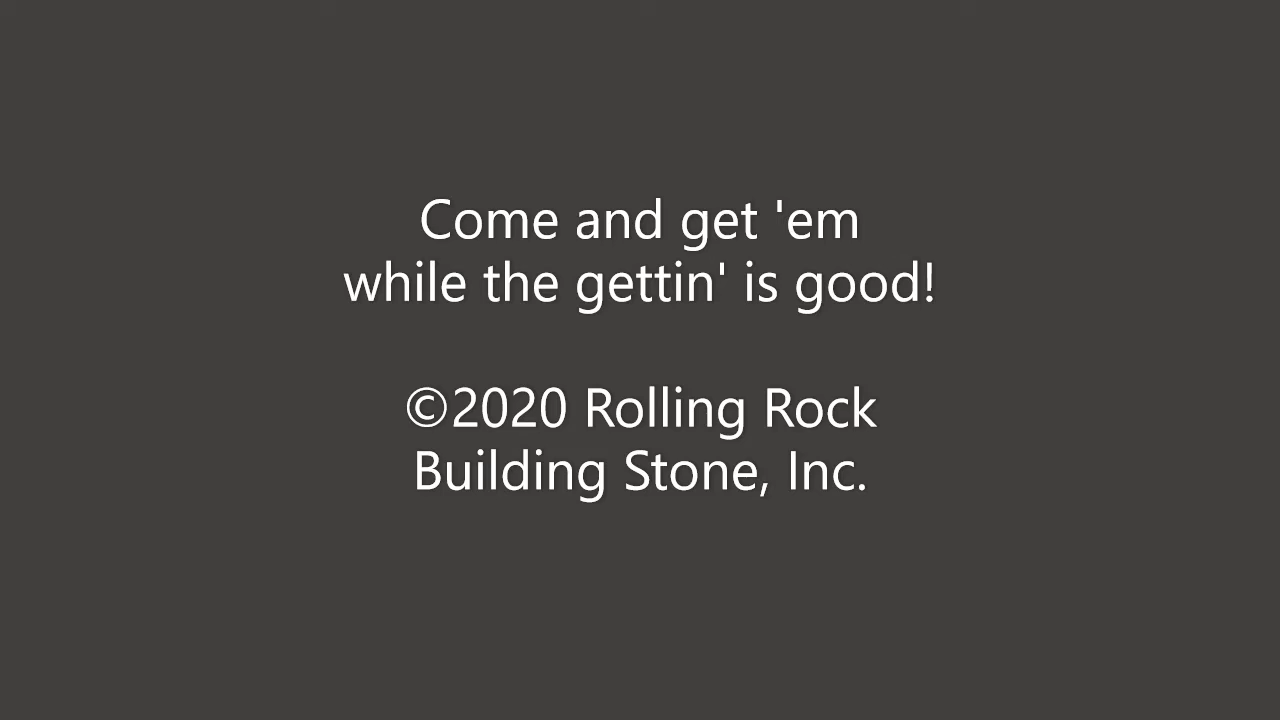 Come and get 'em
while the gettin' is good!
©2020 Rolling Rock
Building Stone, Inc.